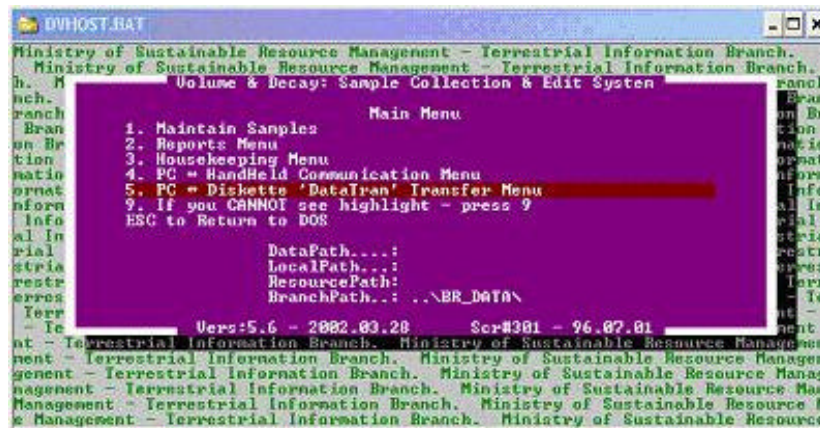 DVHOST.BAT
Ministry of Sustainable Resource Management - Terrestrial Information Branch.
Ministry of Sustainable Resource Management - Terrestrial Information Branch.
Volume & Decay: Sample Collection & Edit System
Main Menu
1. Maintain Samples
2. Reports Menu
3. Housekeeping Menu
4. PC ↔ HandHeld Communication Menu
5. PC ↔ Diskette 'DataTran' Transfer Menu
9. If you CANNOT see highlight - press 9
ESC to Return to DOS
DataPath....:
LocalPath...:
ResourcePath:
BranchPath..: ..\BR_DATA\
Vers:5.6 - 2002.03.28 Scr#301 - 96.07.01
nt - Terrestrial Information Branch. Ministry of Sustainable Resource Manageme
ment - Terrestrial Information Branch. Ministry of Sustainable Resource Manage
gement - Terrestrial Information Branch. Ministry of Sustainable Resource Mana
nagement - Terrestrial Information Branch. Ministry of Sustainable Resource Ma
Management - Terrestrial Information Branch. Ministry of Sustainable Resource M
e Management - Terrestrial Information Branch. Ministry of Sustainable Resource